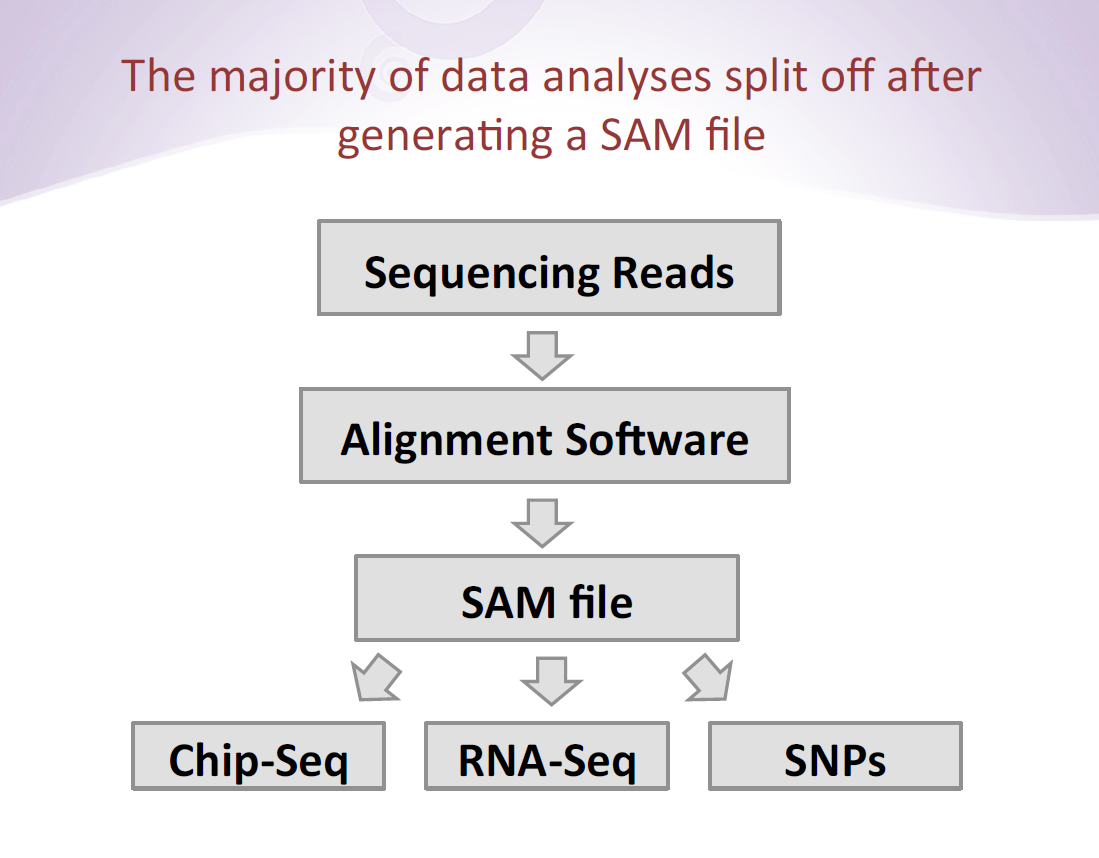 The majority of data analyses split off after
generating a SAM file
Sequencing Reads
Alignment Software
SAM file
Chip-Seq
RNA-Seq
SNPs